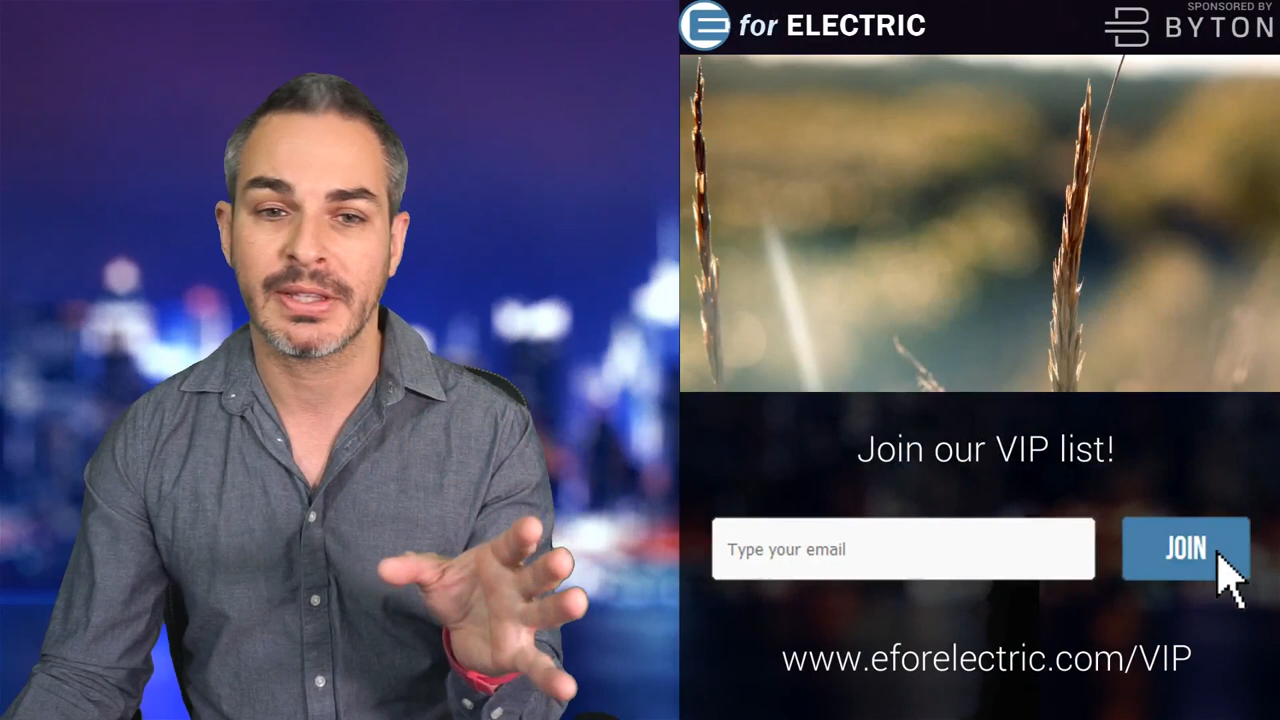 E for ELECTRIC
SPONSORED BY
BYTON
Join our VIP list!
Type your email
JOIN
www.eforelectric.com/VIP